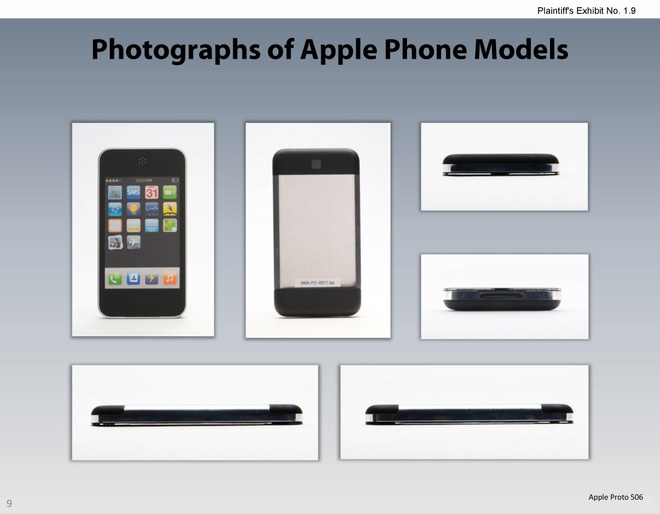 Plaintiff's Exhibit No. 1.9
Photographs of Apple Phone Models
SMS
31
9
Apple Proto 506